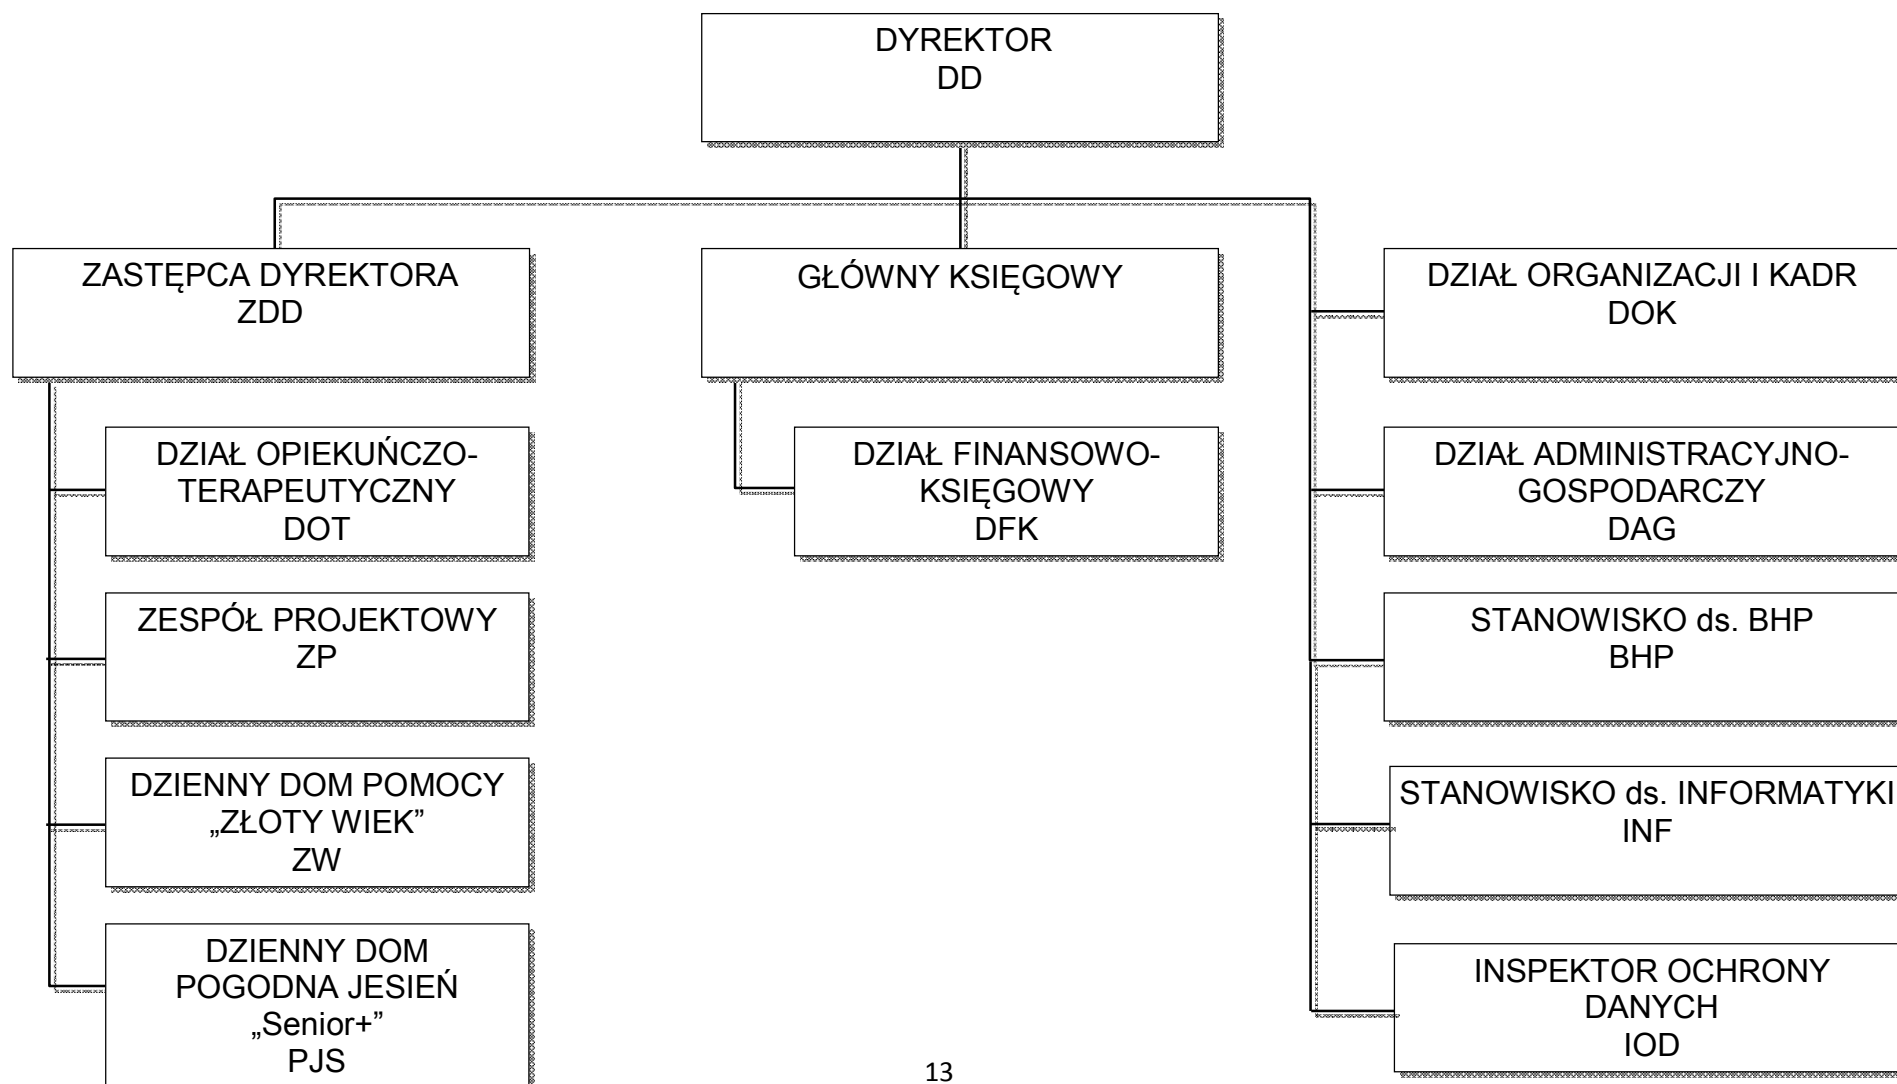 DYREKTOR
DD
ZASTĘPCA DYREKTORA
ZDD
GŁÓWNY KSIĘGOWY
DZIAŁ ORGANIZACJI I KADR
DOK
DZIAŁ OPIEKUŃCZO-
TERAPEUTYCZNY
DOT
DZIAŁ FINANSOWO-
KSIĘGOWY
DFK
DZIAŁ ADMINISTRACYJNO-
GOSPODARCZY
DAG
ZESPÓŁ PROJEKTOWY
ZP
STANOWISKO ds. BHP
BHP
DZIENNY DOM POMOCY
„ZŁOTY WIEK”
ZW
STANOWISKO ds. INFORMATYKI
INF
DZIENNY DOM
POGODNA JESIEŃ
„Senior+”
PJS
INSPEKTOR OCHRONY
DANYCH
IOD
13